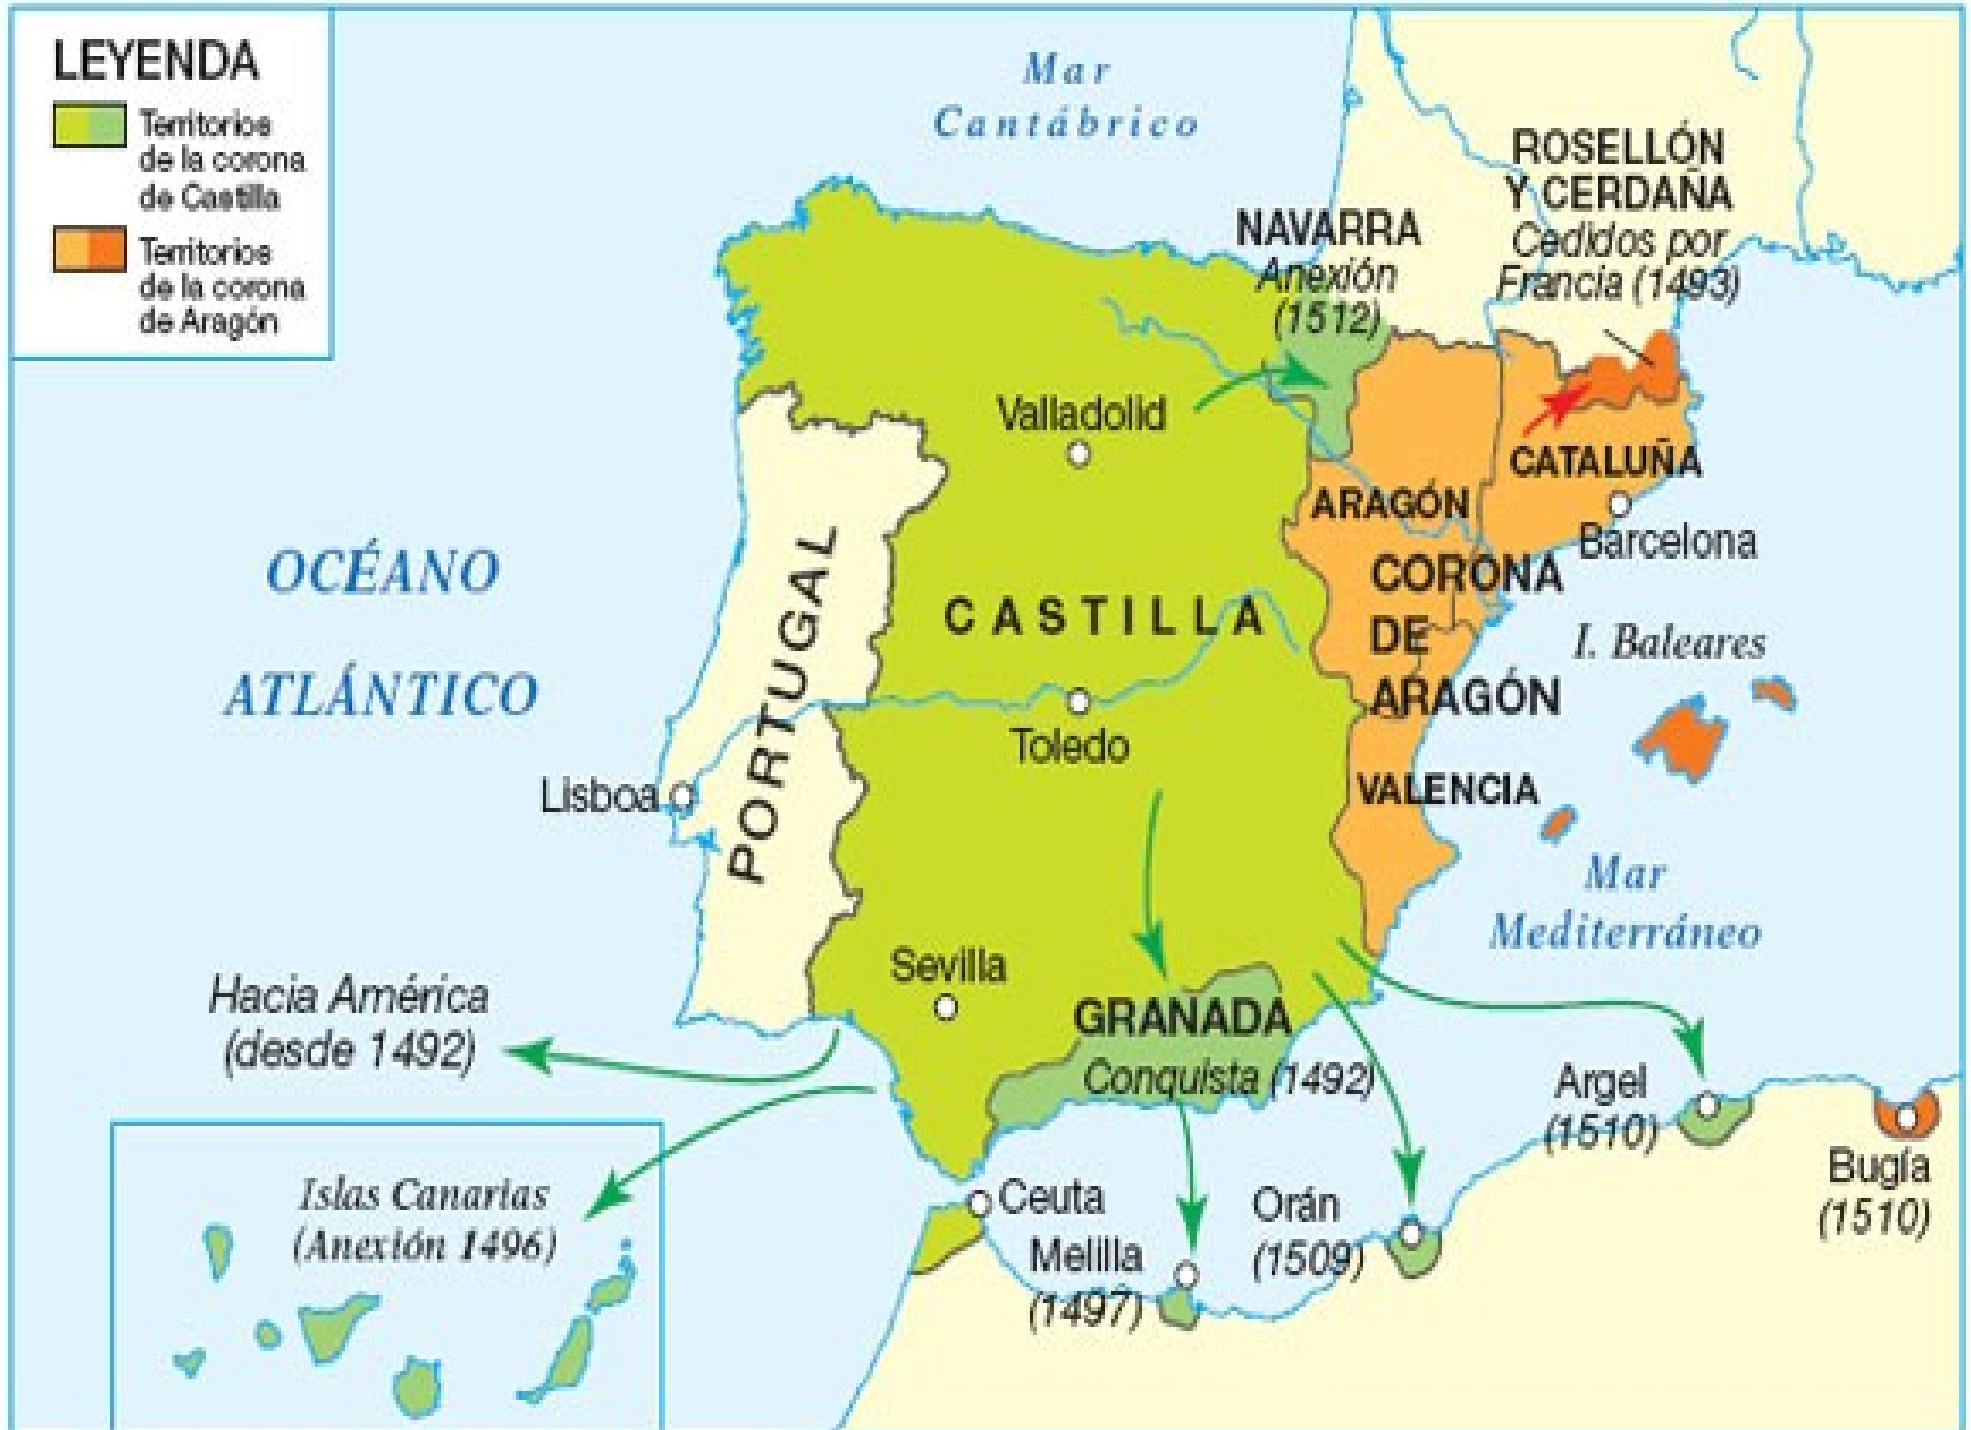 LEYENDA
Territorios
de la corona
de Castilla
Territorios
de la corona
de Aragón
Mar
Cantábrico
ROSELLÓN
Y CERDAÑA
Cedidos por
Francia (1493)
NAVARRA
Anexión
(1512)
Valladolid
CATALUÑA
ARAGÓN
Barcelona
OCÉANO
ATLÁNTICO
PORTUGAL
CASTILLA
CORONA
DE
ARAGÓN
I. Baleares
Toledo
Lisboa
VALENCIA
Mar
Mediterráneo
Sevilla
Hacia América
(desde 1492)
GRANADA
Conquista (1492)
Argel
(1510)
Bugía
(1510)
Islas Canarias
(Anexión 1496)
Ceuta
Melilla
(1497)
Orán
(1509)